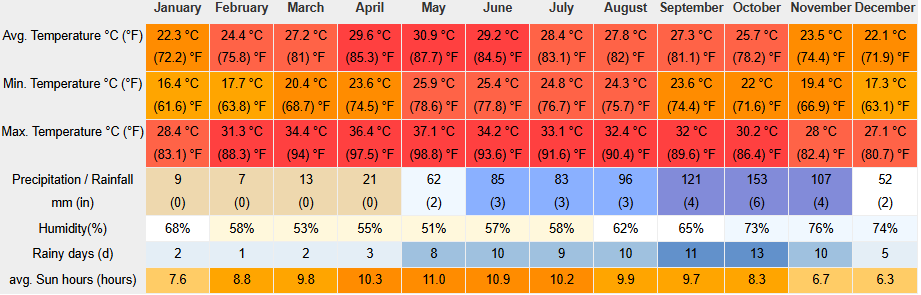 January February March April May June July August September October November December
Avg. Temperature °C (°F) 22.3 °C 24.4 °C 27.2 °C 29.6 °C 30.9 °C 29.2 °C 28.4 °C 27.8 °C 27.3 °C 25.7 °C 23.5 °C 22.1 °C
(72.2) °F (75.8) °F (81) °F (85.3) °F (87.7) °F (84.5) °F (83.1) °F (82) °F (81.1) °F (78.2) °F (74.4) °F (71.9) °F
Min. Temperature °C (°F) 16.4 °C 17.7 °C 20.4 °C 23.6 °C 25.9 °C 25.4 °C 24.8 °C 24.3 °C 23.6 °C 22 °C 19.4 °C 17.3 °C
(61.6) °F (63.8) °F (68.7) °F (74.5) °F (78.6) °F (77.8) °F (76.7) °F (75.7) °F (74.4) °F (71.6) °F (66.9) °F (63.1) °F
Max. Temperature °C (°F) 28.4 °C 31.3 °C 34.4 °C 36.4 °C 37.1 °C 34.2 °C 33.1 °C 32.4 °C 32 °C 30.2 °C 28 °C 27.1 °C
(83.1) °F (88.3) °F (94) °F (97.5) °F (98.8) °F (93.6) °F (91.6) °F (90.4) °F (89.6) °F (86.4) °F (82.4) °F (80.7) °F
Precipitation / Rainfall 9 7 13 21 62 85 83 96 121 153 107 52
mm (in) (0) (0) (0) (0) (2) (3) (3) (3) (4) (6) (4) (2)
Humidity(%) 68% 58% 53% 55% 51% 57% 58% 62% 65% 73% 76% 74%
Rainy days (d) 2 1 2 3 8 10 9 10 11 13 10 5
avg. Sun hours (hours) 7.6 8.8 9.8 10.3 11.0 10.9 10.2 9.9 9.7 8.3 6.7 6.3